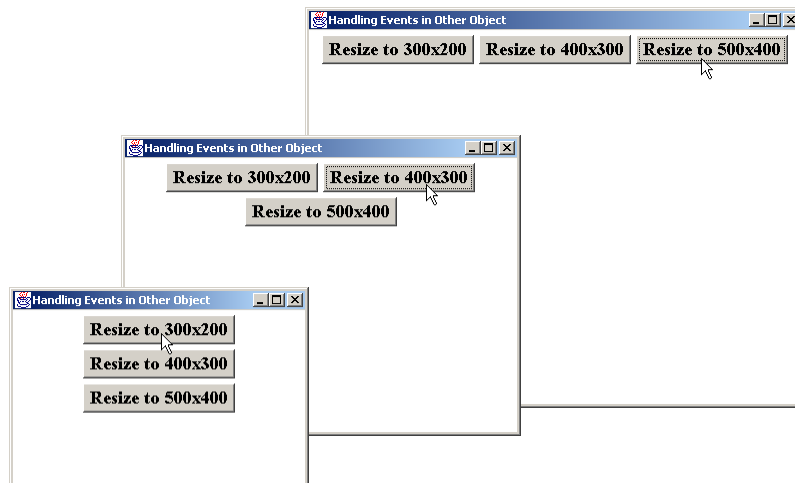 Handling Events in Other Object
Resize to 300x200 Resize to 400x300 Resize to 500x400
Handling Events in Other Object
Resize to 300x200 Resize to 400x300
Resize to 500x400
Handling Events in Other Object
Resize to 300x200
Resize to 400x300
Resize to 500x400